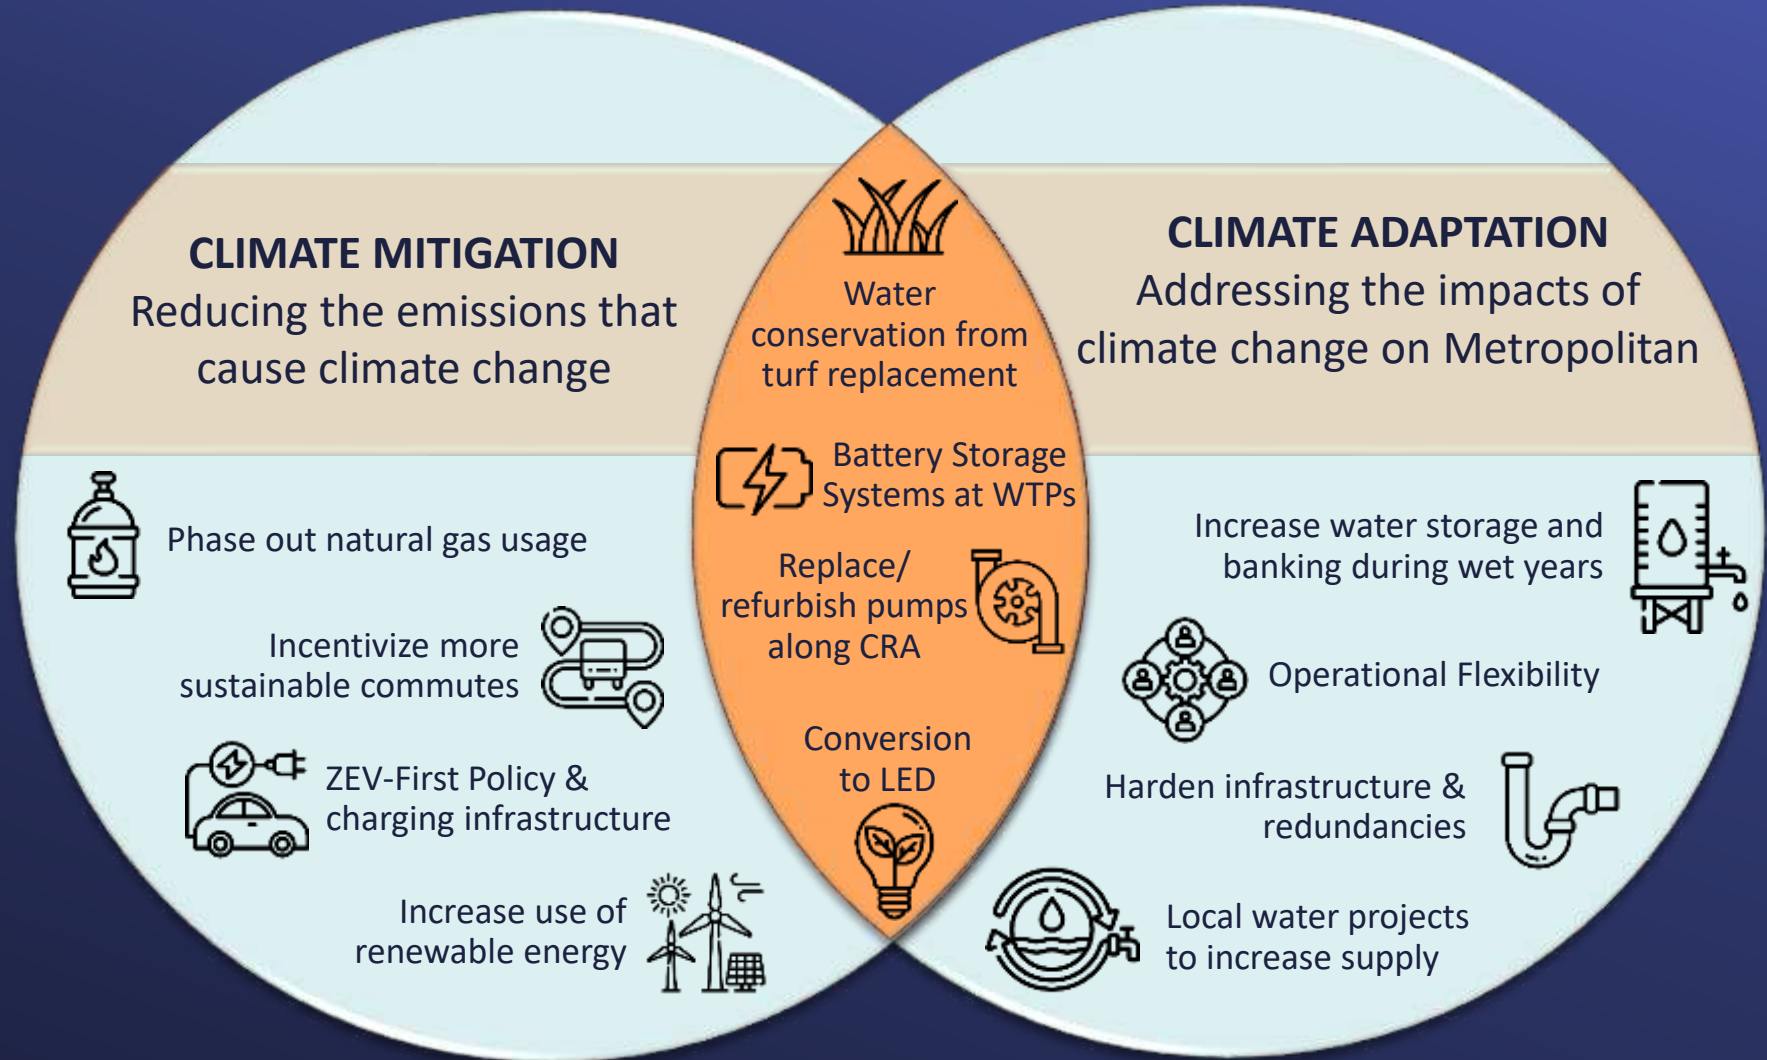 CLIMATE MITIGATION
Reducing the emissions that
cause climate change
Phase out natural gas usage
Incentivize more
sustainable commutes
ZEV-First Policy &
charging infrastructure
Increase use of
renewable energy
Water
conservation from
turf replacement
Battery Storage
Systems at WTPs
Replace/
refurbish pumps
along CRA
Conversion
to LED
CLIMATE ADAPTATION
Addressing the impacts of
climate change on Metropolitan
Increase water storage and
banking during wet years
Operational Flexibility
Harden infrastructure &
redundancies
Local water projects
to increase supply